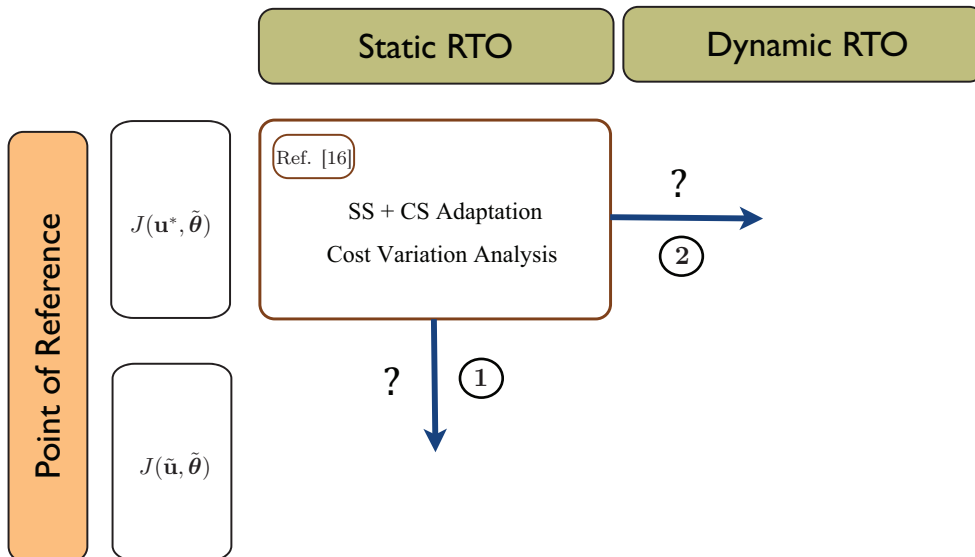 Static RTO
Dynamic RTO
Point of Reference
J(u*, θ̃)
Ref. [16]
SS + CS Adaptation
Cost Variation Analysis
?
2
?
1
J(ũ, θ̃)